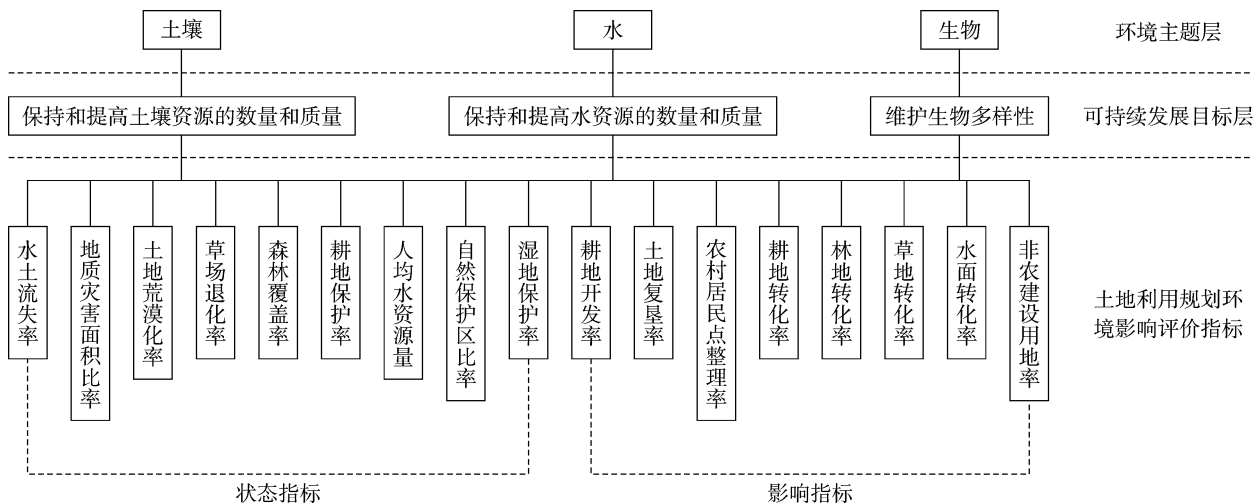 土壤
水
生物
环境主题层
保持和提高土壤资源的数量和质量
保持和提高水资源的数量和质量
维护生物多样性
可持续发展目标层
水土流失率
地质灾害面积比率
土地荒漠化率
草场退化率
森林覆盖率
耕地保护率
人均水资源量
自然保护区比率
湿地保护率
耕地开发率
土地复垦率
农村居民点整理率
耕地转化率
林地转化率
草地转化率
水面转化率
非农建设用地率
土地利用规划环
境影响评价指标
状态指标
影响指标